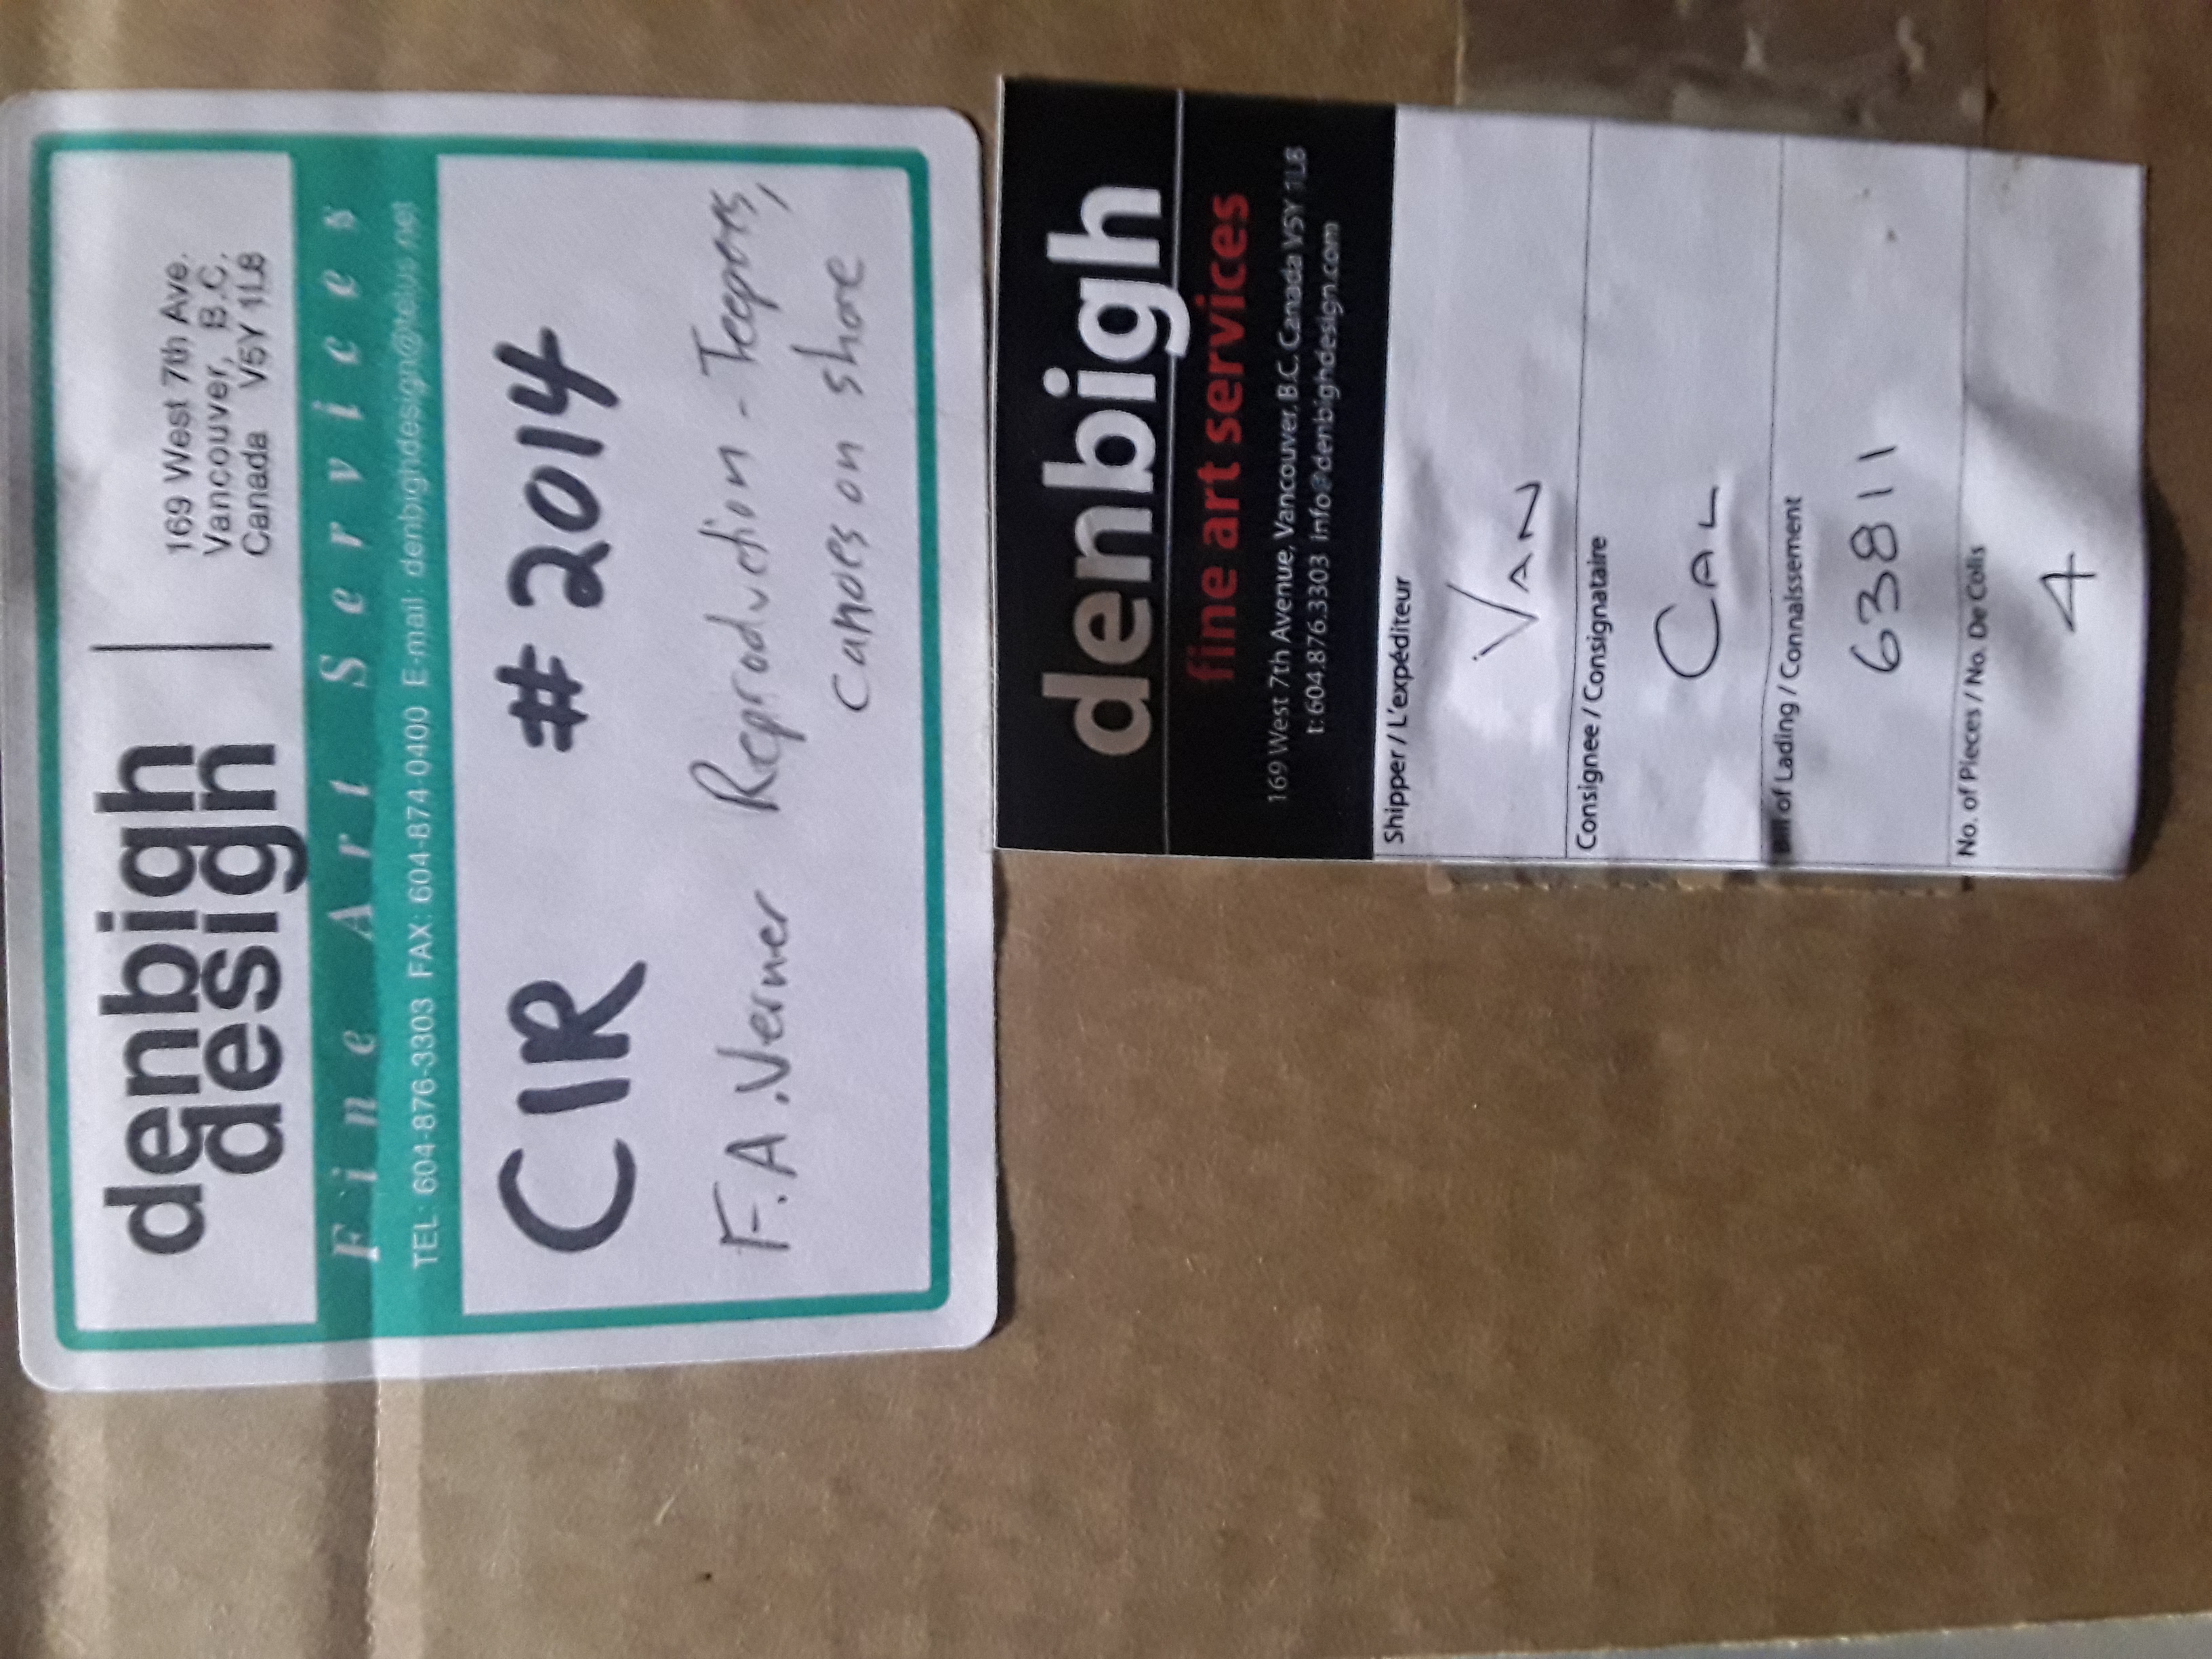 denbigh
design
169 West 7th Ave.
Vancouver, B.C.
Canada V5Y 1L8
Fine Art Services
TEL: 604-876-3303 FAX: 604-874-0400 E-mail: denbighdesign@telus.net
CIR # 2014
F.A. Verner Reproduction - Teepees,
canoes on shore
denbigh
fine art services
169 West 7th Avenue, Vancouver, B.C. Canada V5Y 1L8
t: 604.876.3303 info@denbighdesign.com
Shipper / L'expéditeur
VAN
Consignee / Consignataire
CAL
of Lading / Connaissement
63811
No. of Pieces / No. De Colis
4